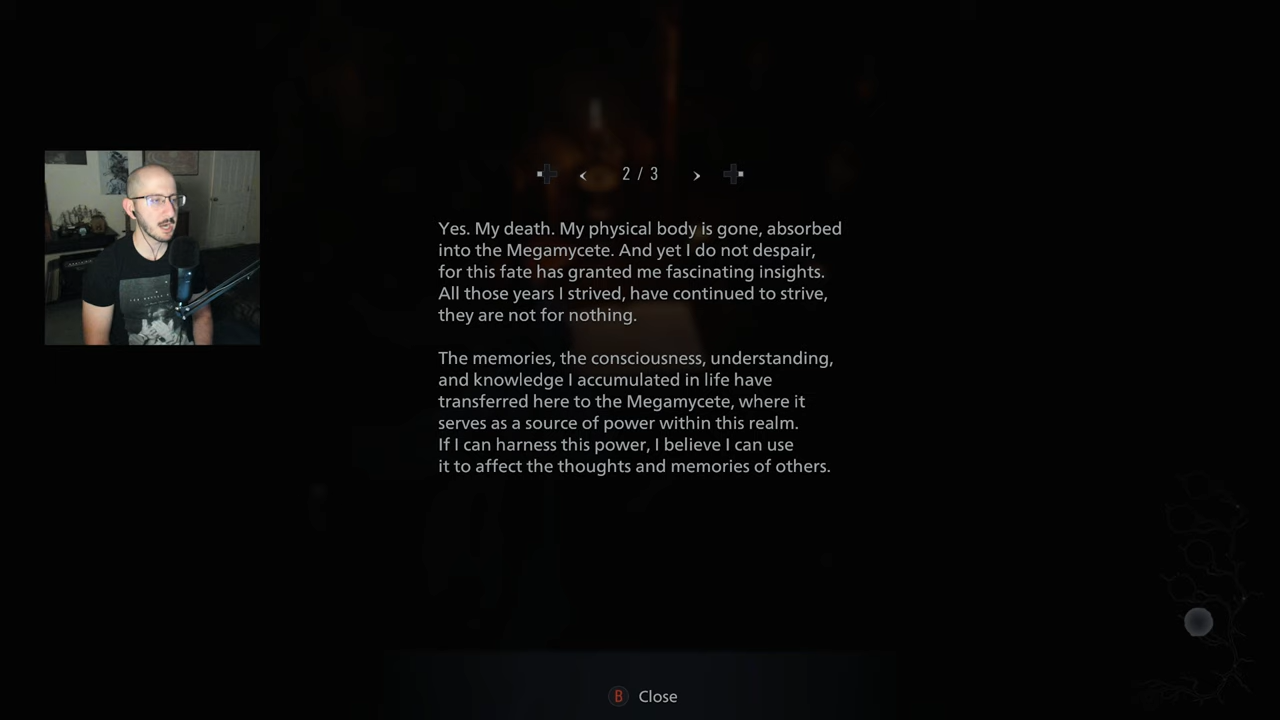 2 / 3
Yes. My death. My physical body is gone, absorbed
into the Megamycete. And yet I do not despair,
for this fate has granted me fascinating insights.
All those years I strived, have continued to strive,
they are not for nothing.
The memories, the consciousness, understanding,
and knowledge I accumulated in life have
transferred here to the Megamycete, where it
serves as a source of power within this realm.
If I can harness this power, I believe I can use
it to affect the thoughts and memories of others.
B Close